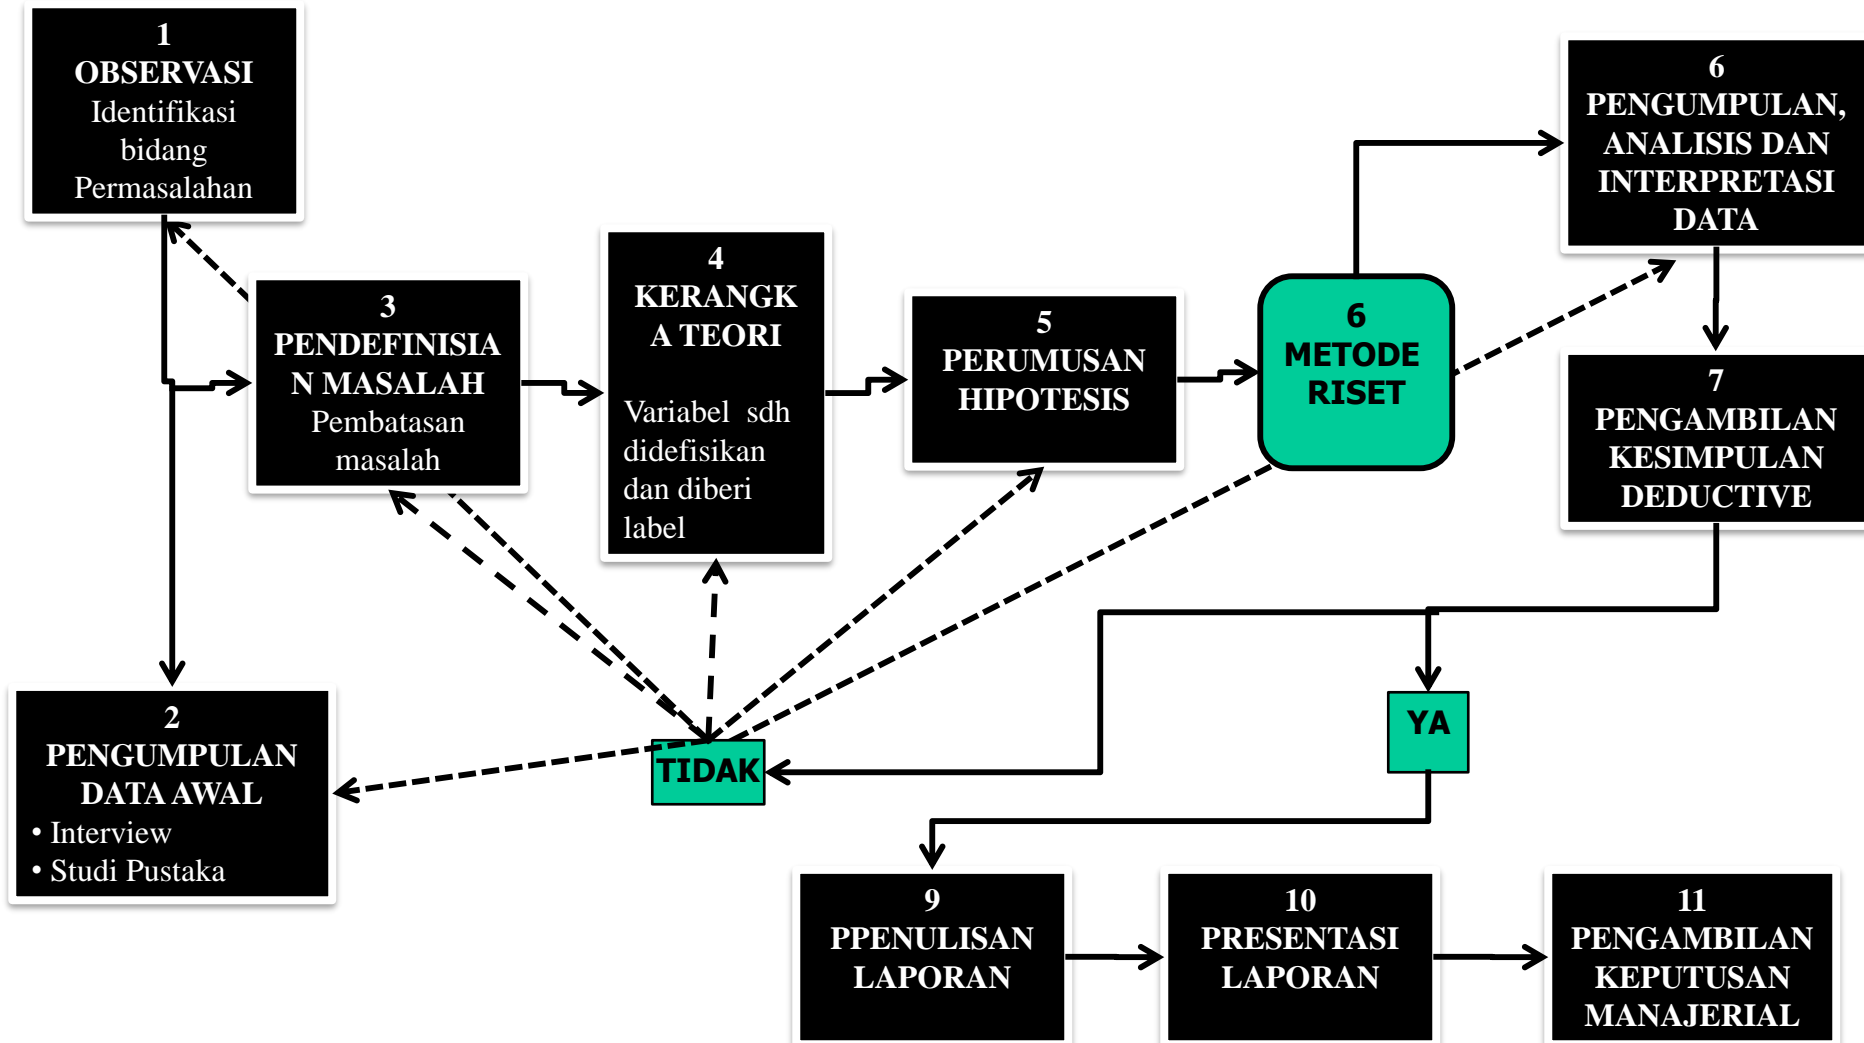 1
OBSERVASI
Identifikasi
bidang
Permasalahan
2
PENGUMPULAN
DATA AWAL
• Interview
• Studi Pustaka
3
PENDEFINISIA
N MASALAH
Pembatasan
masalah
4
KERANGK
A TEORI
Variabel sdh
didefisikan
dan diberi
label
5
PERUMUSAN
HIPOTESIS
6
METODE
RISET
6
PENGUMPULAN,
ANALISIS DAN
INTERPRETASI
DATA
7
PENGAMBILAN
KESIMPULAN
DEDUCTIVE
TIDAK
YA
9
PPENULISAN
LAPORAN
10
PRESENTASI
LAPORAN
11
PENGAMBILAN
KEPUTUSAN
MANAJERIAL